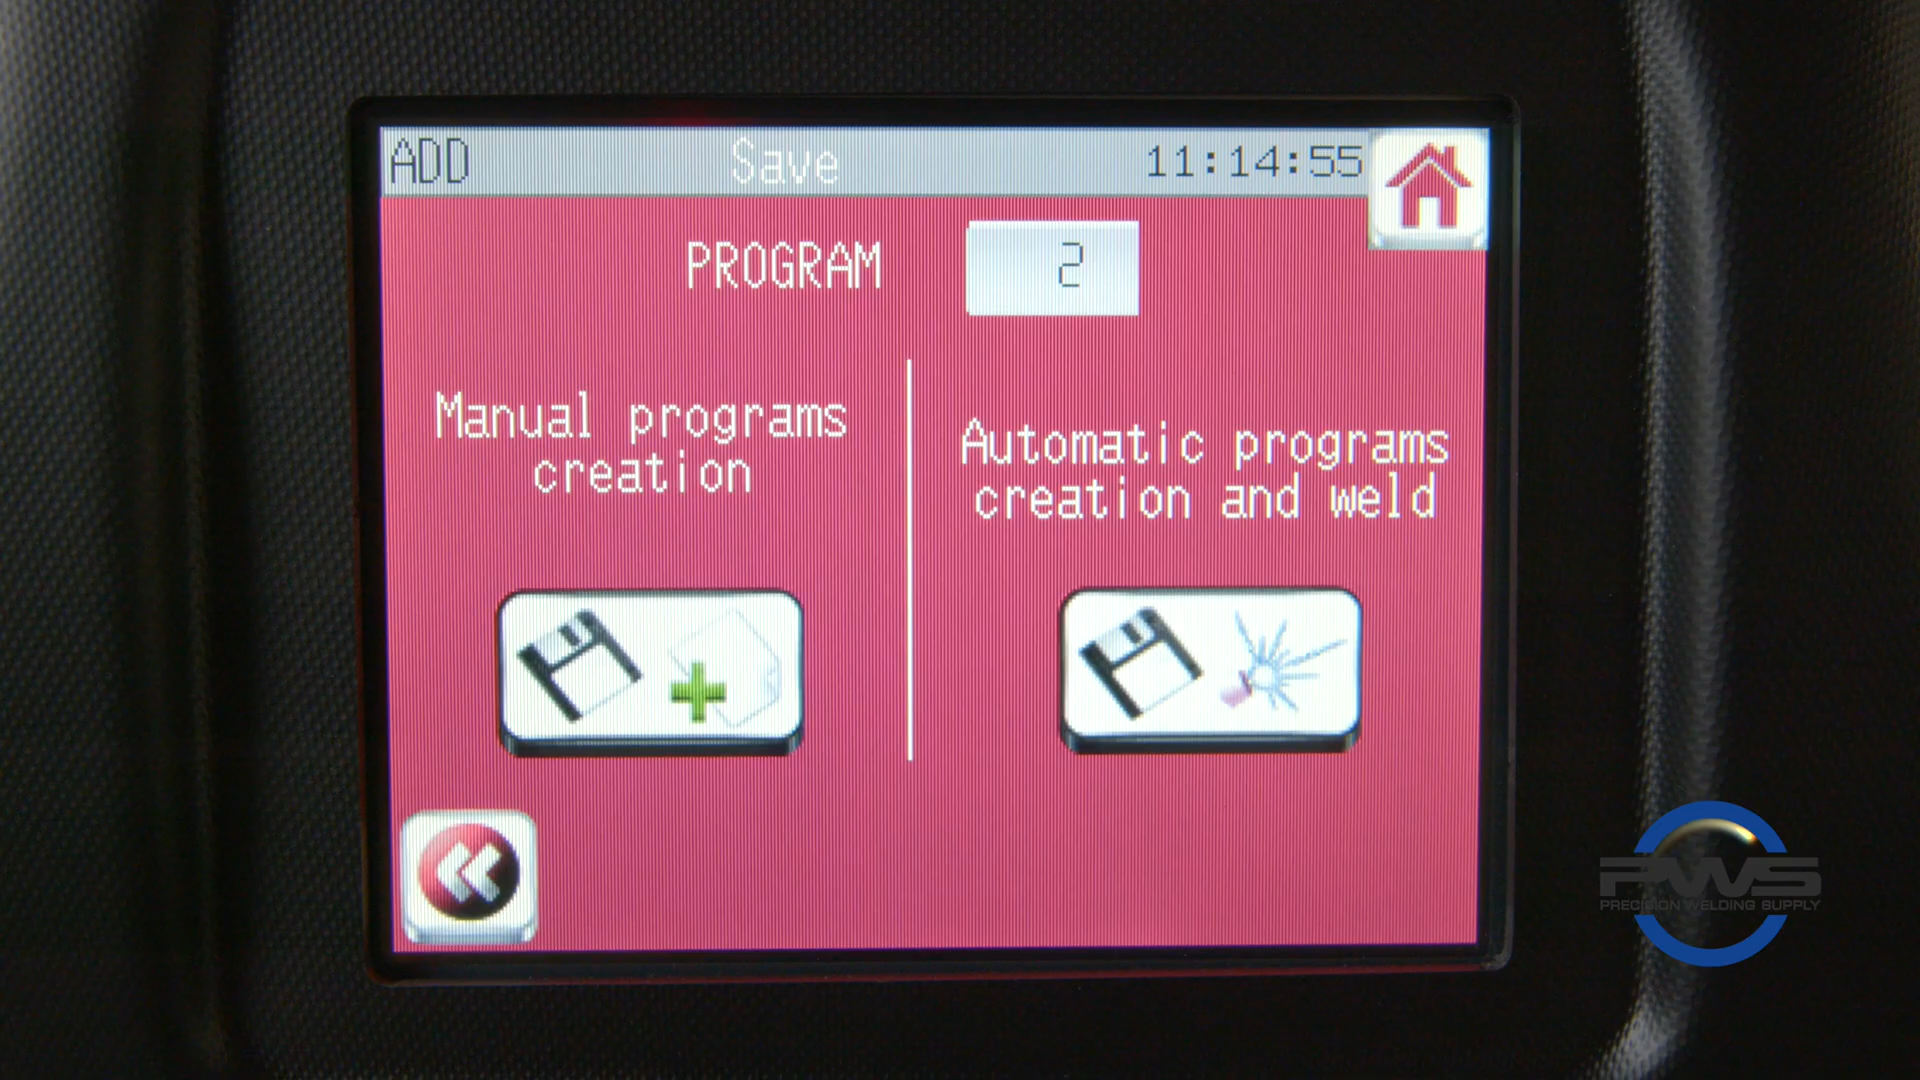 ADD Save 11:14:55
PROGRAM 2
Manual programs
creation
Automatic programs
creation and weld
PWS
PRECISION WELDING SUPPLY